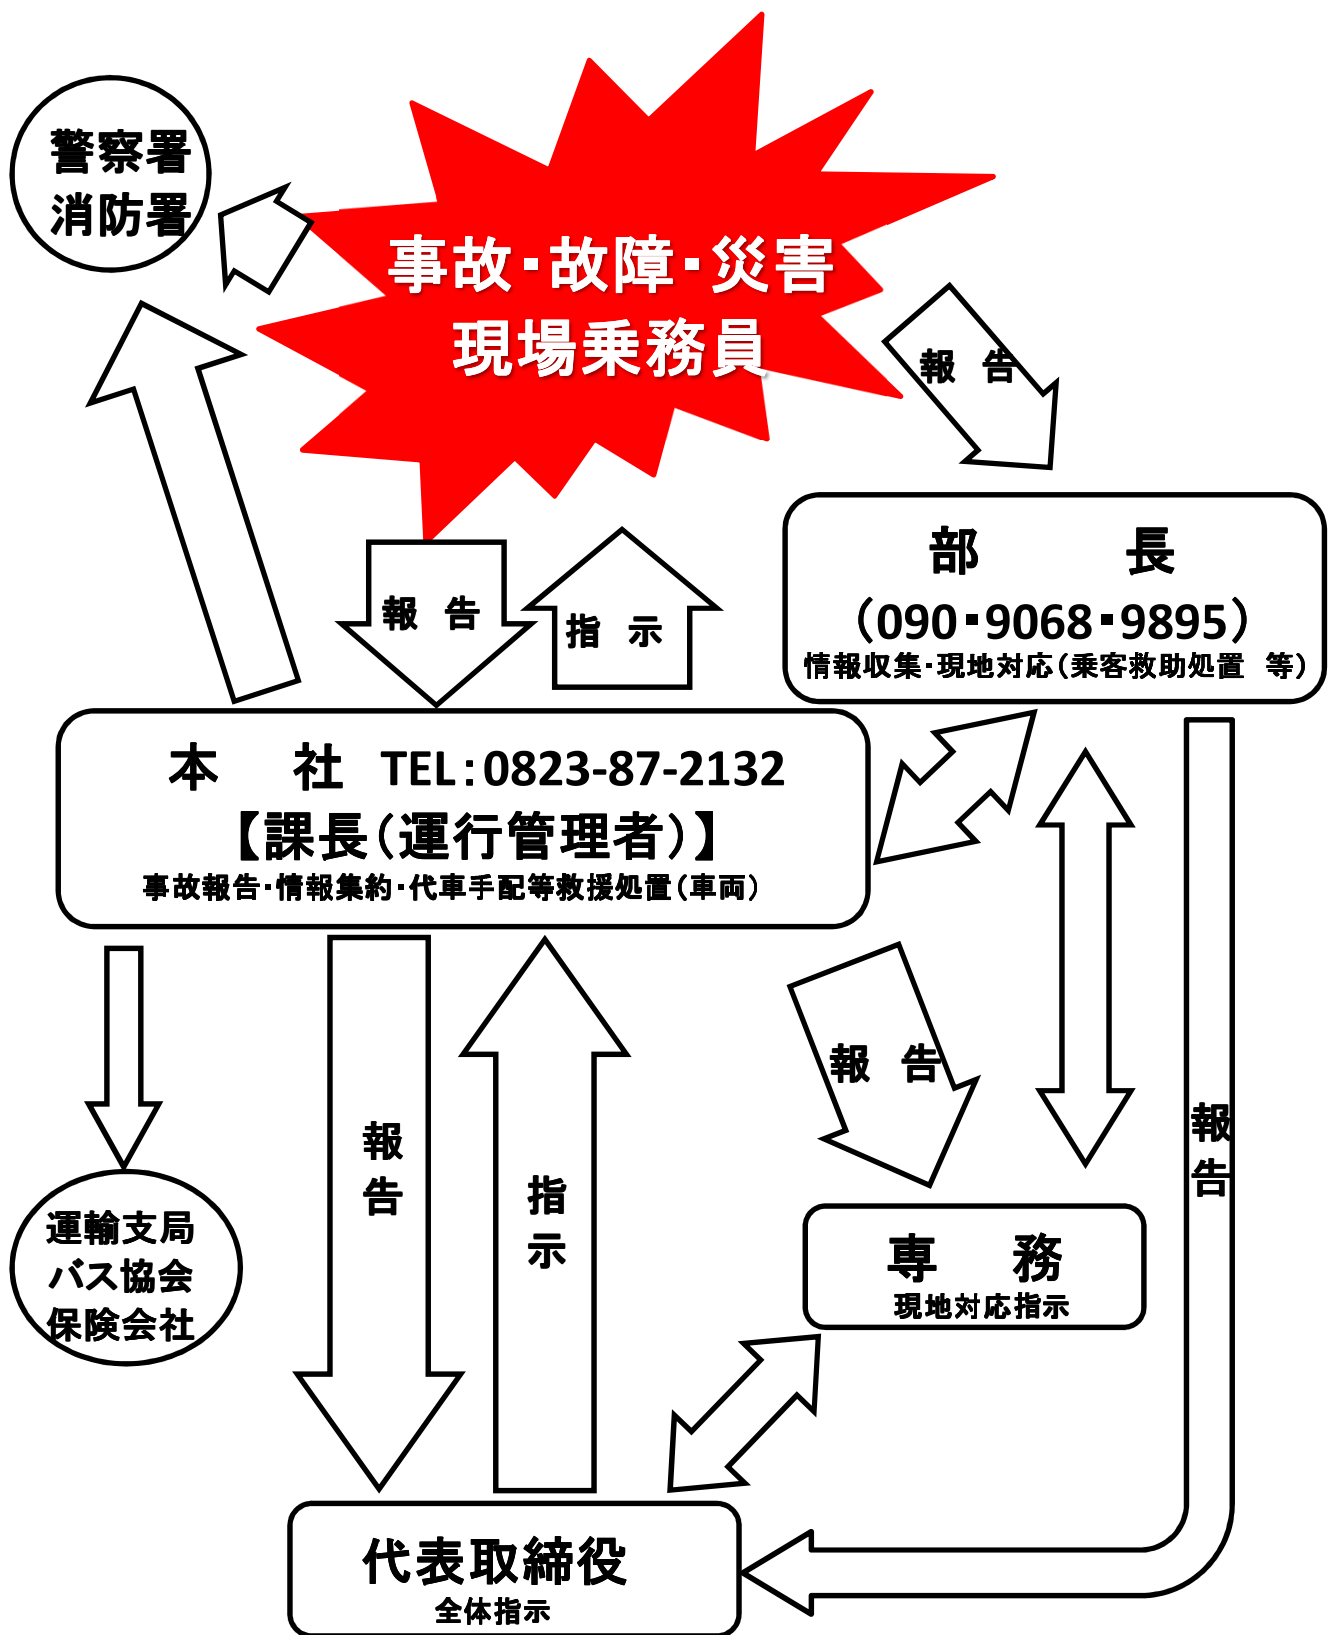 警察署
消防署
事故・故障・災害
現場乗務員
報 告
部 長
（090・9068・9895）
情報収集・現地対応（乗客救助処置 等）
報 告
指 示
本 社 TEL：0823-87-2132
【課長（運行管理者）】
事故報告・情報集約・代車手配等救援処置（車両）
報 告
報告
指示
報告
運輸支局
バス協会
保険会社
専 務
現地対応指示
代表取締役
全体指示